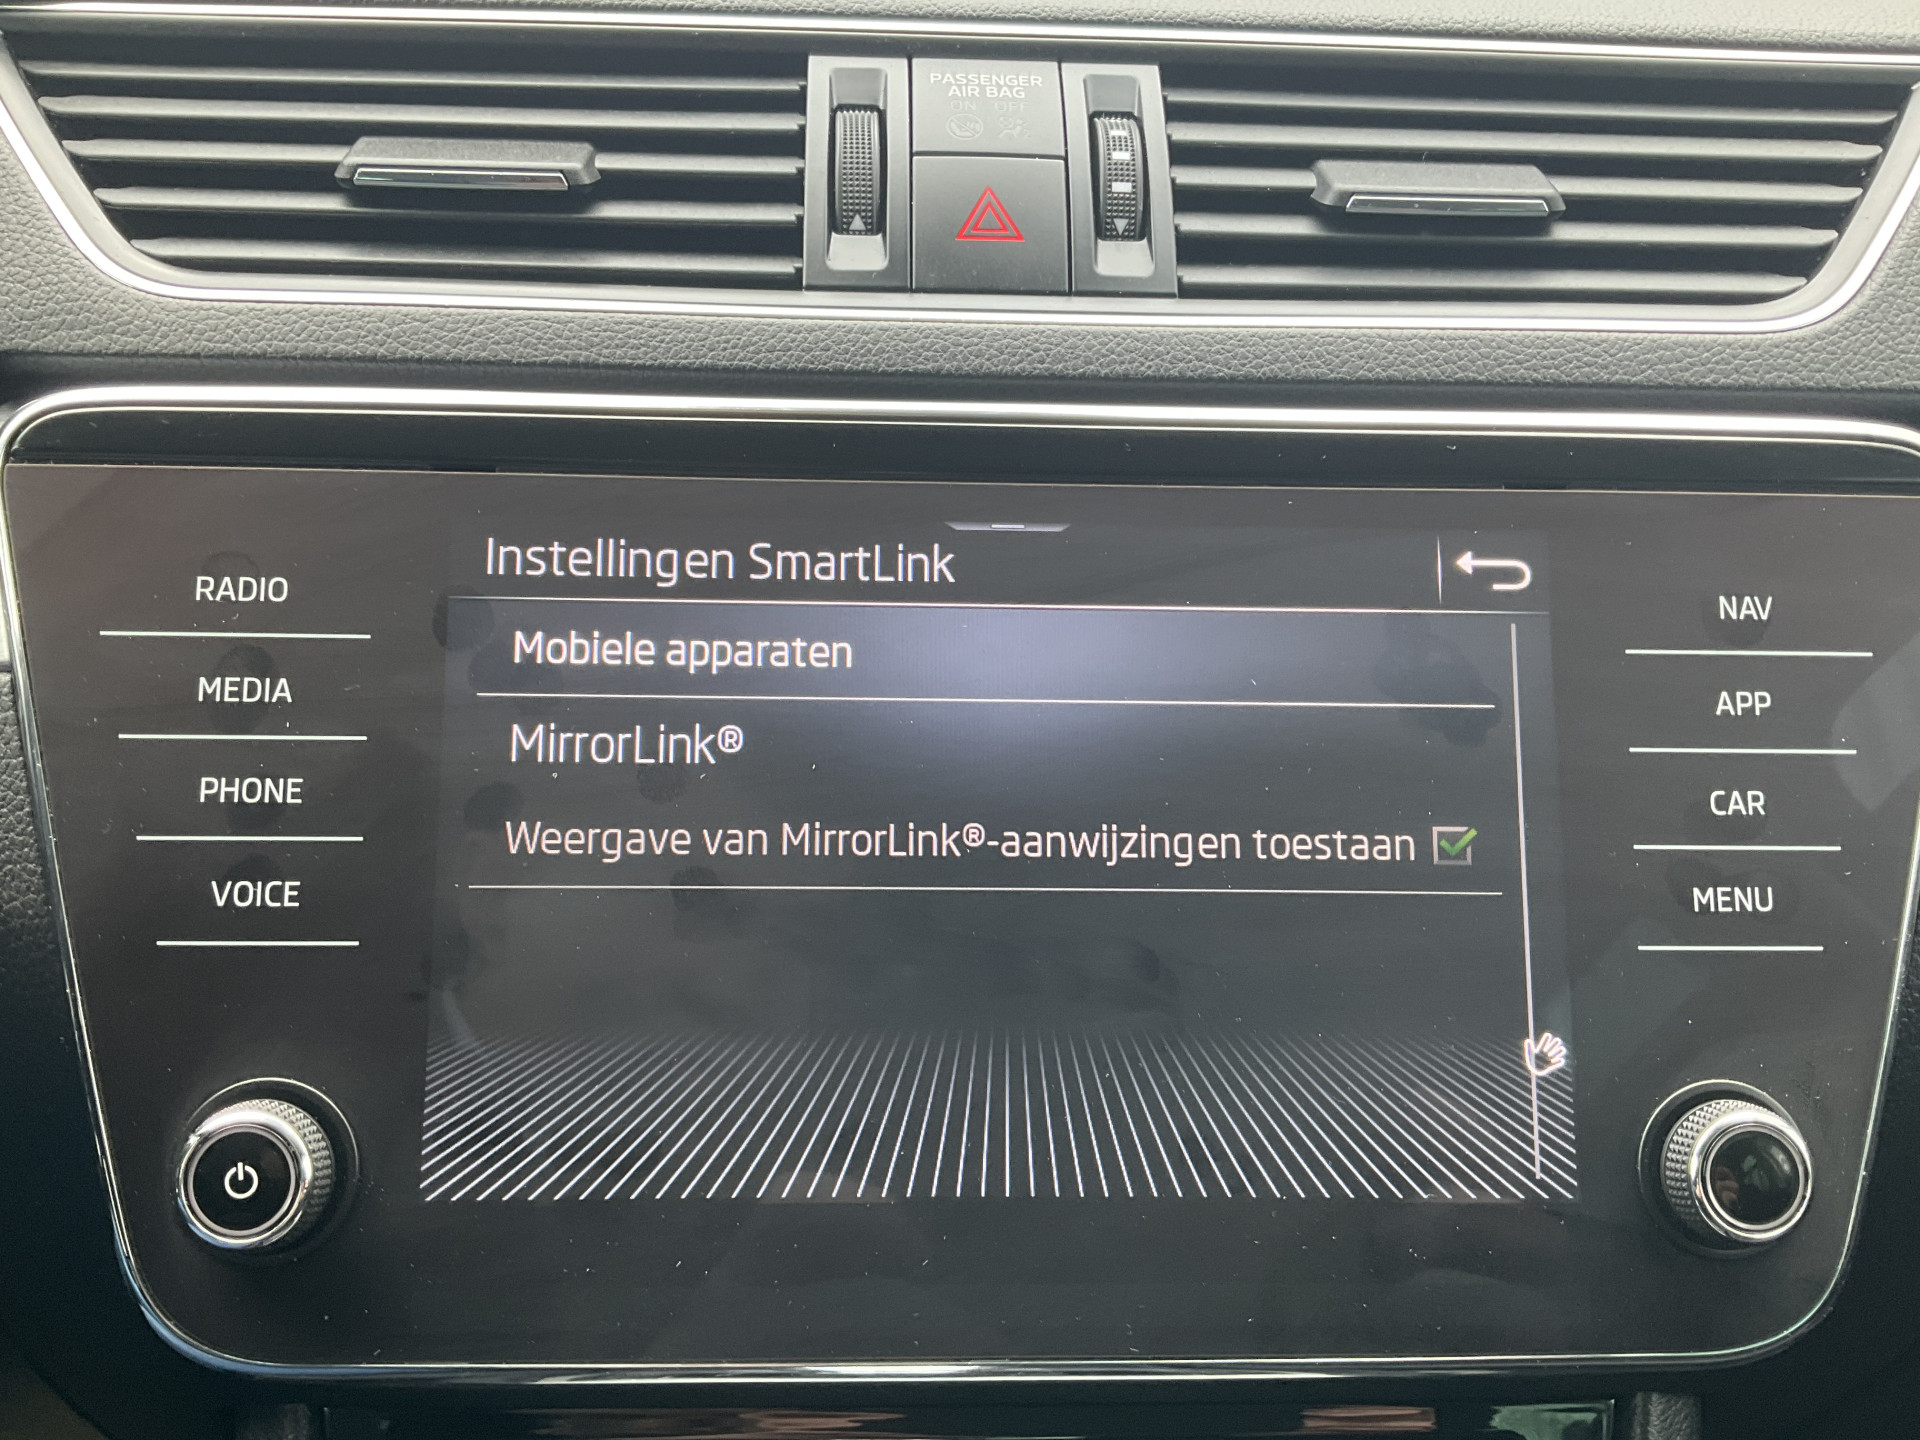 PASSENGER
AIR BAG
ON OFF
Instellingen SmartLink
RADIO
MEDIA
PHONE
VOICE
Mobiele apparaten
MirrorLink®
Weergave van MirrorLink®-aanwijzingen toestaan
NAV
APP
CAR
MENU